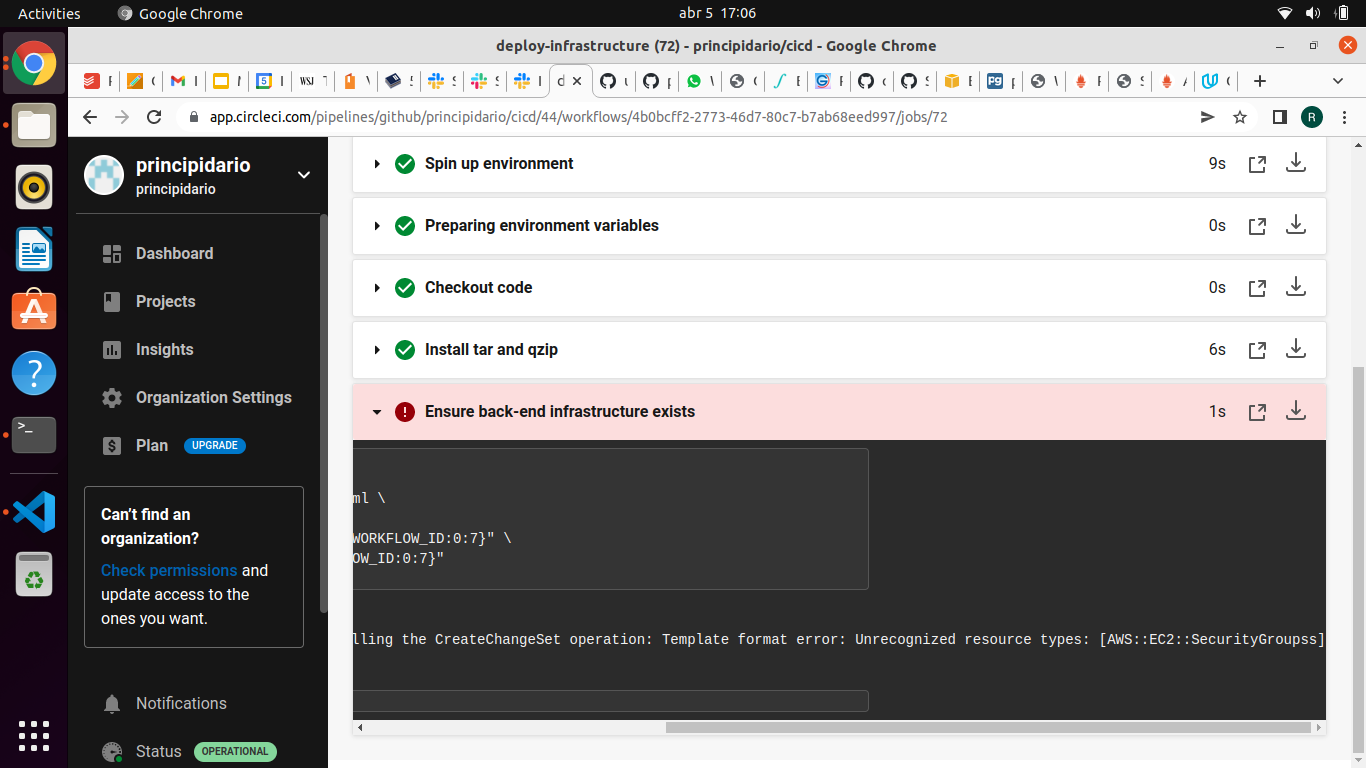 Activities Google Chrome abr 5 17:06
deploy-infrastructure (72) - principidario/cicd - Google Chrome
app.circleci.com/pipelines/github/principidario/cicd/44/workflows/4b0bcff2-2773-46d7-80c7-b7ab68eed997/jobs/72
R
principidario
principidario
Dashboard
Projects
Insights
Organization Settings
Plan UPGRADE
Can't find an
organization?
Check permissions and
update access to the
ones you want.
Notifications
Status OPERATIONAL
Spin up environment 9s
Preparing environment variables 0s
Checkout code 0s
Install tar and qzip 6s
Ensure back-end infrastructure exists 1s
ml \
WORKFLOW_ID:0:7}" \
OW_ID:0:7}"
lling the CreateChangeSet operation: Template format error: Unrecognized resource types: [AWS::EC2::SecurityGroupss]